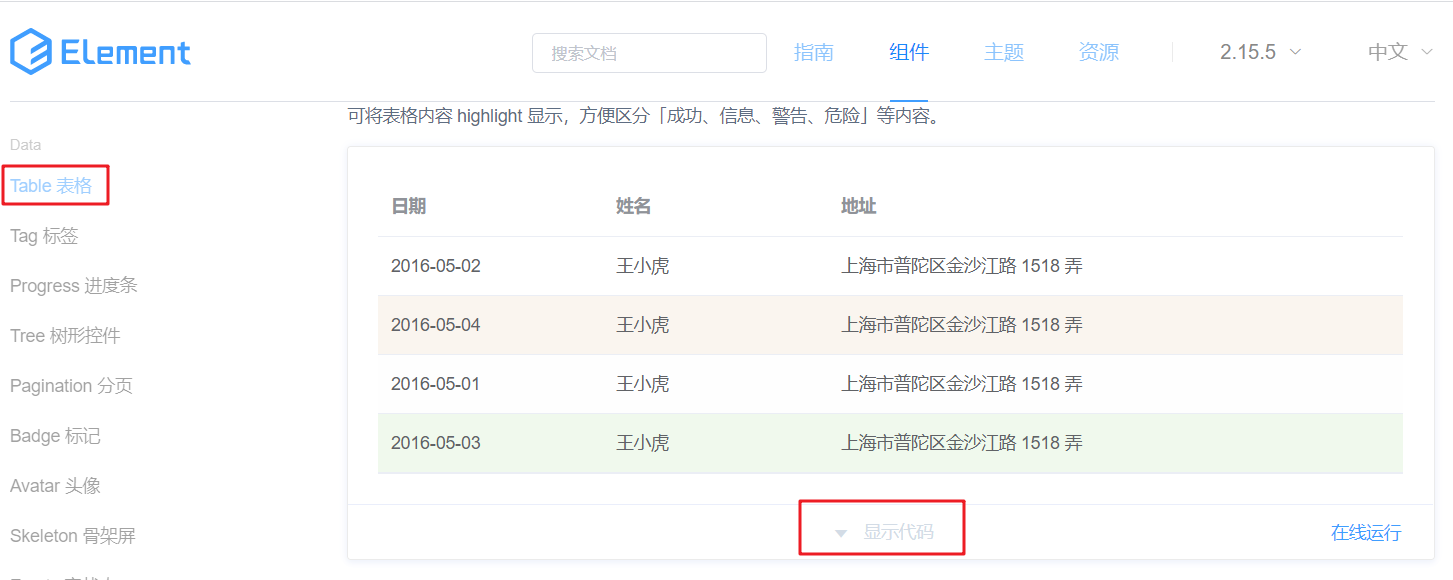 Element
搜索文档
指南
组件
主题
资源
2.15.5
中文
可将表格内容 highlight 显示，方便区分「成功、信息、警告、危险」等内容。
Data
Table 表格
Tag 标签
Progress 进度条
Tree 树形控件
Pagination 分页
Badge 标记
Avatar 头像
Skeleton 骨架屏
日期 姓名 地址
2016-05-02 王小虎 上海市普陀区金沙江路 1518 弄
2016-05-04 王小虎 上海市普陀区金沙江路 1518 弄
2016-05-01 王小虎 上海市普陀区金沙江路 1518 弄
2016-05-03 王小虎 上海市普陀区金沙江路 1518 弄
显示代码
在线运行